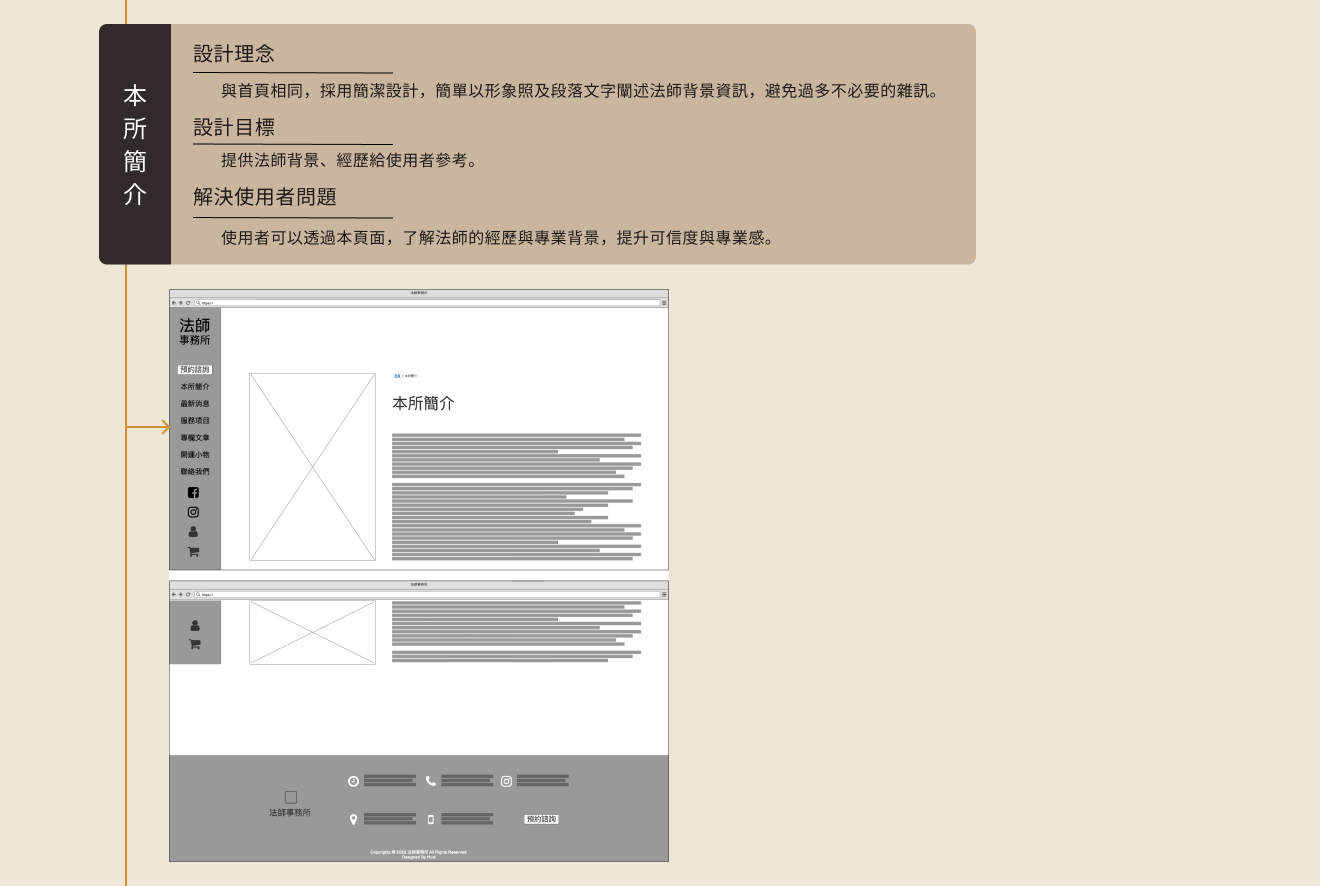 本所簡介
設計理念
與首頁相同，採用簡潔設計，簡單以形象照及段落文字闡述法師背景資訊，避免過多不必要的雜訊。
設計目標
提供法師背景、經歷給使用者參考。
解決使用者問題
使用者可以透過本頁面，了解法師的經歷與專業背景，提升可信度與專業感。
法師事務所
https://
法師
事務所
預約諮詢
本所簡介
最新消息
服務項目
專欄文章
開運小物
聯絡我們
首頁 > 本所簡介
本所簡介
法師事務所
https://
法師事務所
預約諮詢
Copyrights © 2022 法師事務所 All Rights Reserved